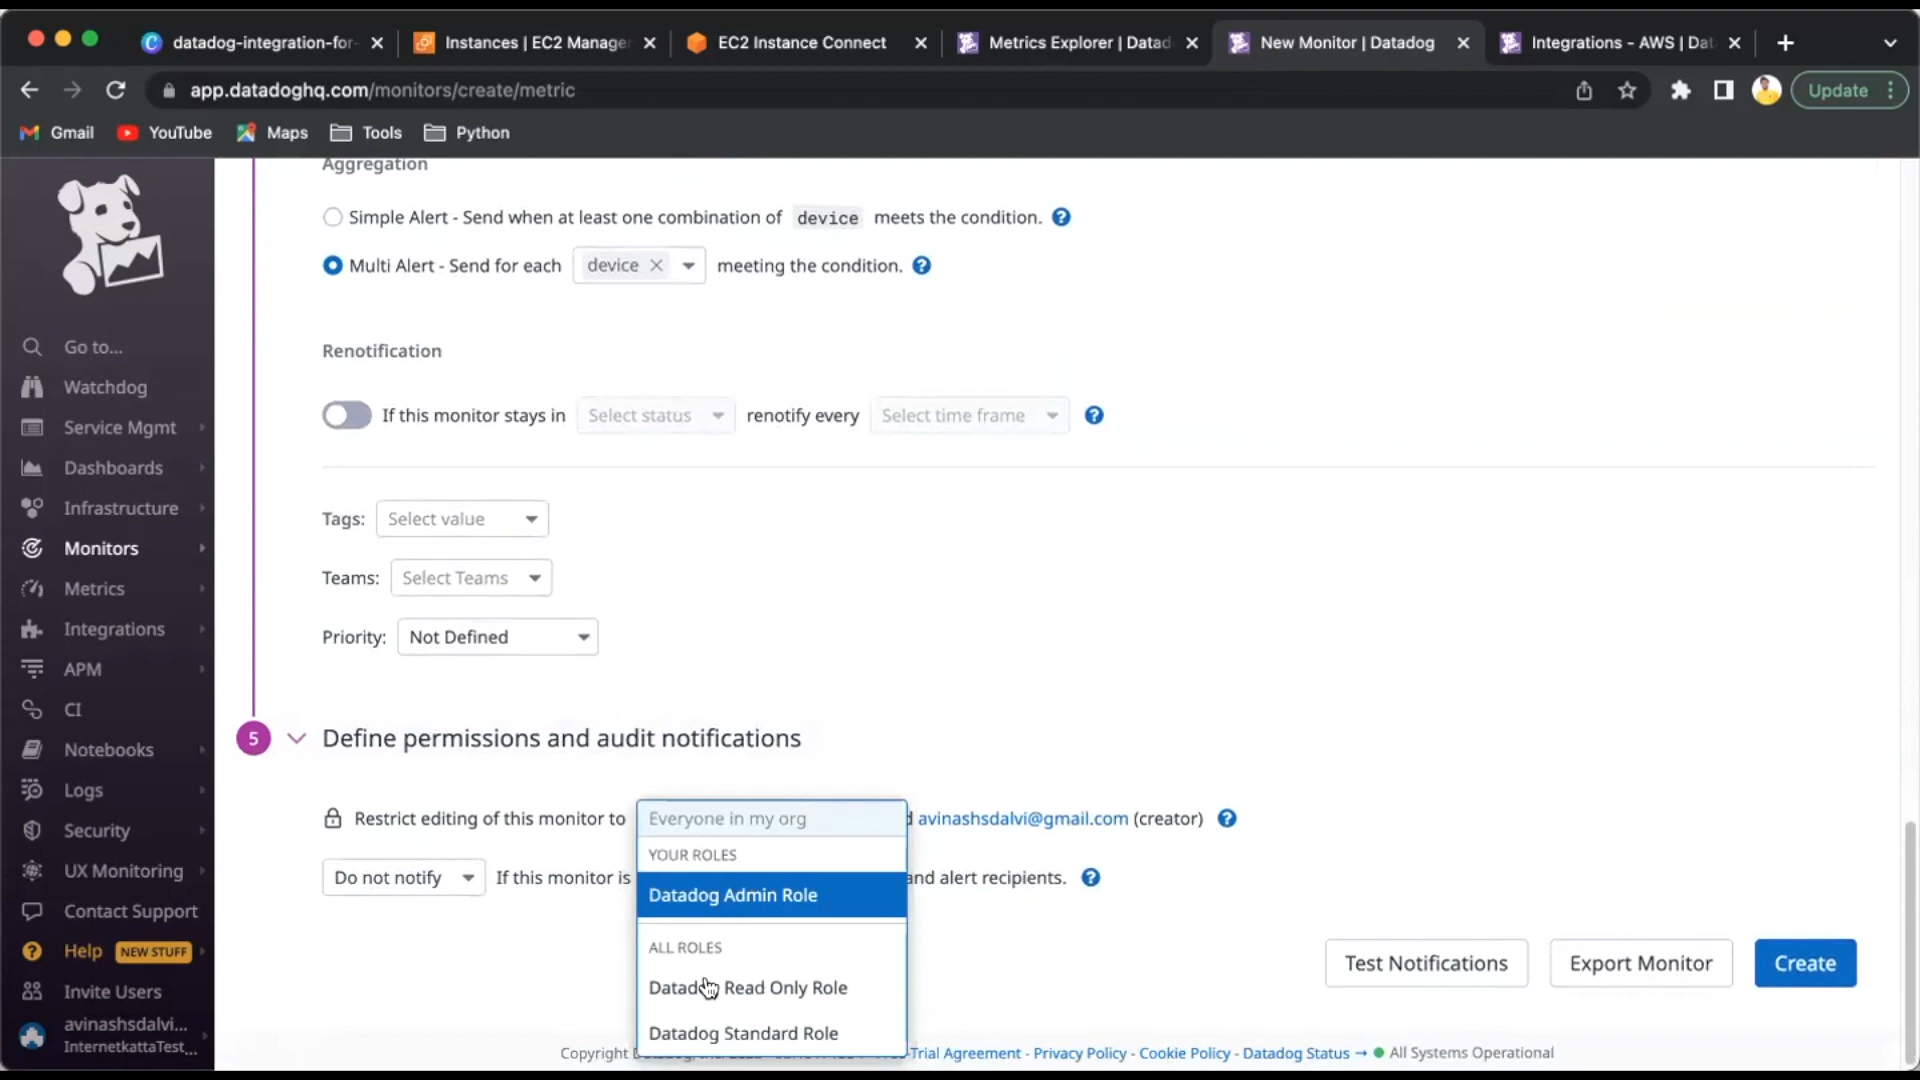 datadog-integration-for-
Instances | EC2 Manage
EC2 Instance Connect
Metrics Explorer | Datad
New Monitor | Datadog
Integrations - AWS | Dat
app.datadoghq.com/monitors/create/metric
Update
Gmail
YouTube
Maps
Tools
Python
Go to...
Watchdog
Service Mgmt
Dashboards
Infrastructure
Monitors
Metrics
Integrations
APM
CI
Notebooks
Logs
Security
UX Monitoring
Contact Support
Help NEW STUFF
Invite Users
avinashsdalvi...
InternetkattaTest...
Aggregation
Simple Alert - Send when at least one combination of device meets the condition.
Multi Alert - Send for each device meeting the condition.
Renotification
If this monitor stays in Select status renotify every Select time frame
Tags: Select value
Teams: Select Teams
Priority: Not Defined
5 Define permissions and audit notifications
Restrict editing of this monitor to Everyone in my org avinashsdalvi@gmail.com (creator)
YOUR ROLES
Do not notify If this monitor is and alert recipients.
Datadog Admin Role
ALL ROLES
Datadog Read Only Role
Datadog Standard Role
Test Notifications
Export Monitor
Create
Copyright Trial Agreement - Privacy Policy - Cookie Policy - Datadog Status → All Systems Operational